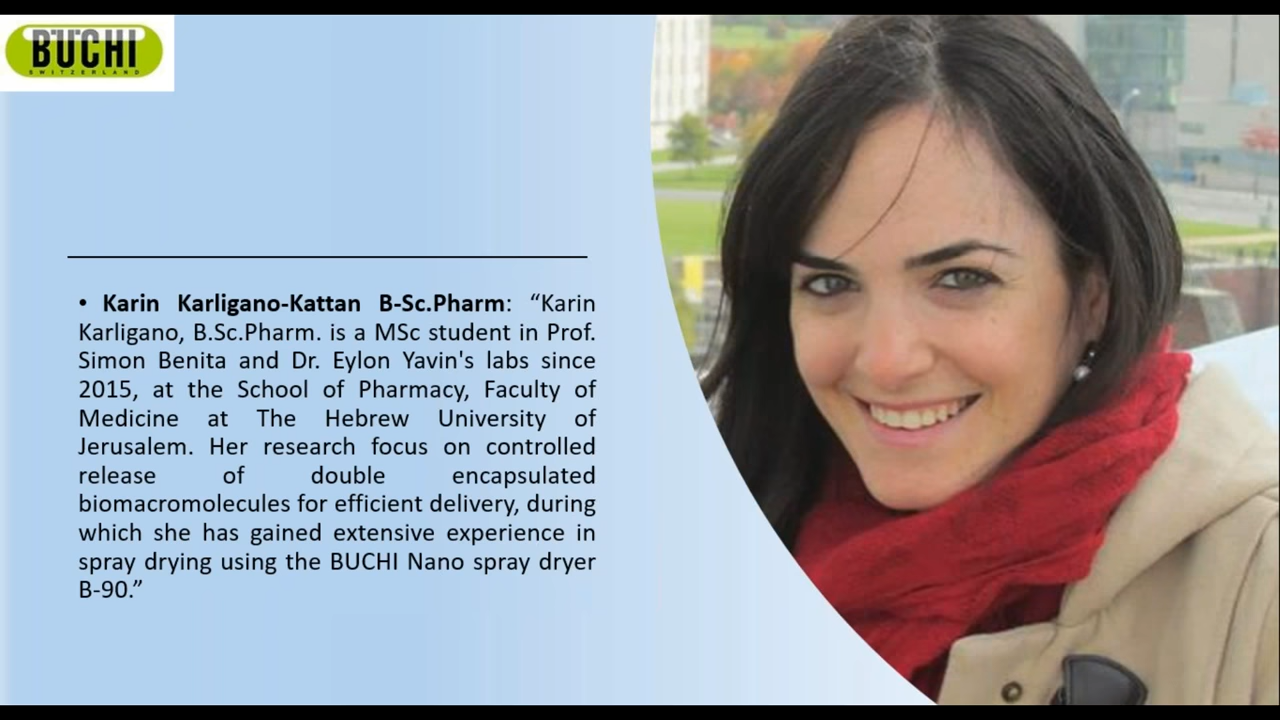 BÜCHI
SWITZERLAND
• Karin Karligano-Kattan B-Sc.Pharm: “Karin
Karligano, B.Sc.Pharm. is a MSc student in Prof.
Simon Benita and Dr. Eylon Yavin's labs since
2015, at the School of Pharmacy, Faculty of
Medicine at The Hebrew University of
Jerusalem. Her research focus on controlled
release of double encapsulated
biomacromolecules for efficient delivery, during
which she has gained extensive experience in
spray drying using the BUCHI Nano spray dryer
B-90.”